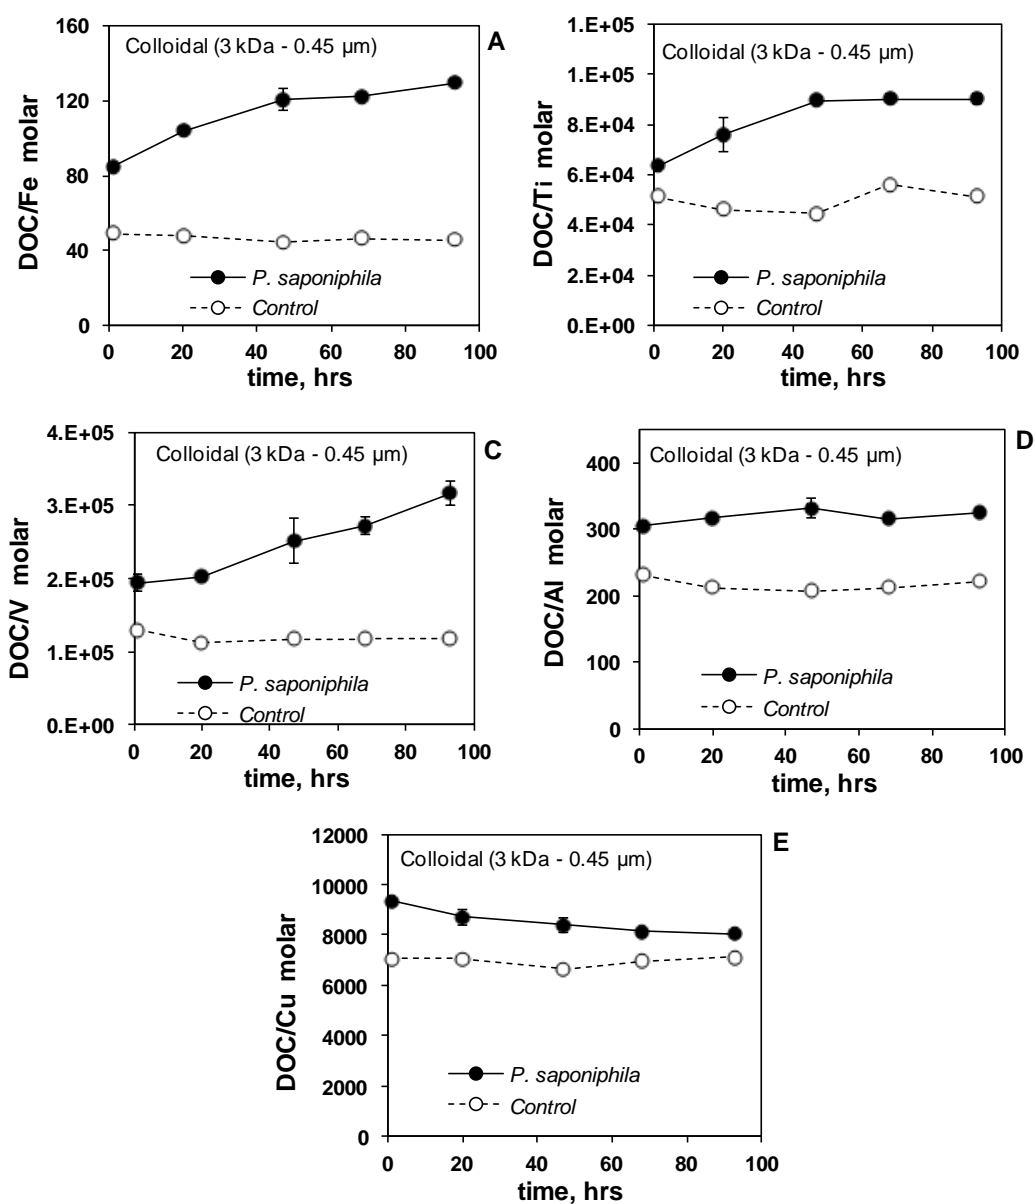 A
Colloidal (3 kDa - 0.45 µm)
DOC/Fe molar
160
120
80
40
0
P. saponiphila
Control
0 20 40 60 80 100
time, hrs
Colloidal (3 kDa - 0.45 µm)
DOC/Ti molar
1.E+05
1.E+05
8.E+04
6.E+04
4.E+04
2.E+04
0.E+00
P. saponiphila
Control
0 20 40 60 80 100
time, hrs
C
Colloidal (3 kDa - 0.45 µm)
DOC/V molar
4.E+05
3.E+05
2.E+05
1.E+05
0.E+00
P. saponiphila
Control
0 20 40 60 80 100
time, hrs
D
Colloidal (3 kDa - 0.45 µm)
DOC/Al molar
400
300
200
100
0
P. saponiphila
Control
0 20 40 60 80 100
time, hrs
E
Colloidal (3 kDa - 0.45 µm)
DOC/Cu molar
12000
10000
8000
6000
4000
2000
0
P. saponiphila
Control
0 20 40 60 80 100
time, hrs